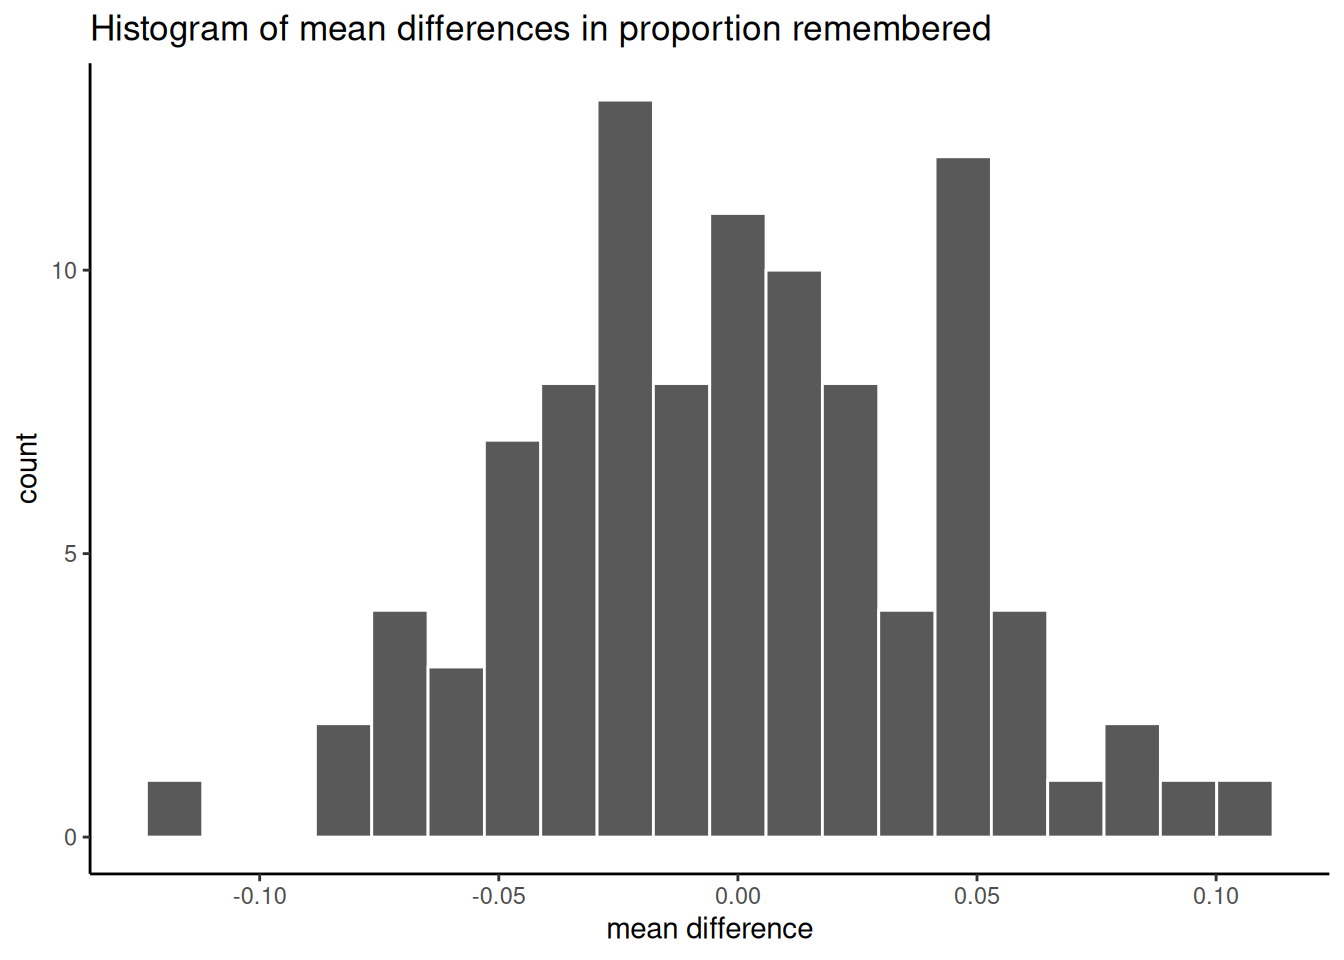 Histogram of mean differences in proportion remembered
count
10
5
0
-0.10 -0.05 0.00 0.05 0.10
mean difference